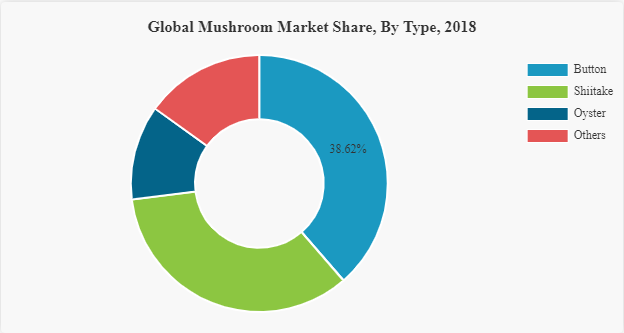 Global Mushroom Market Share, By Type, 2018
Button
Shiitake
Oyster
Others
38.62%